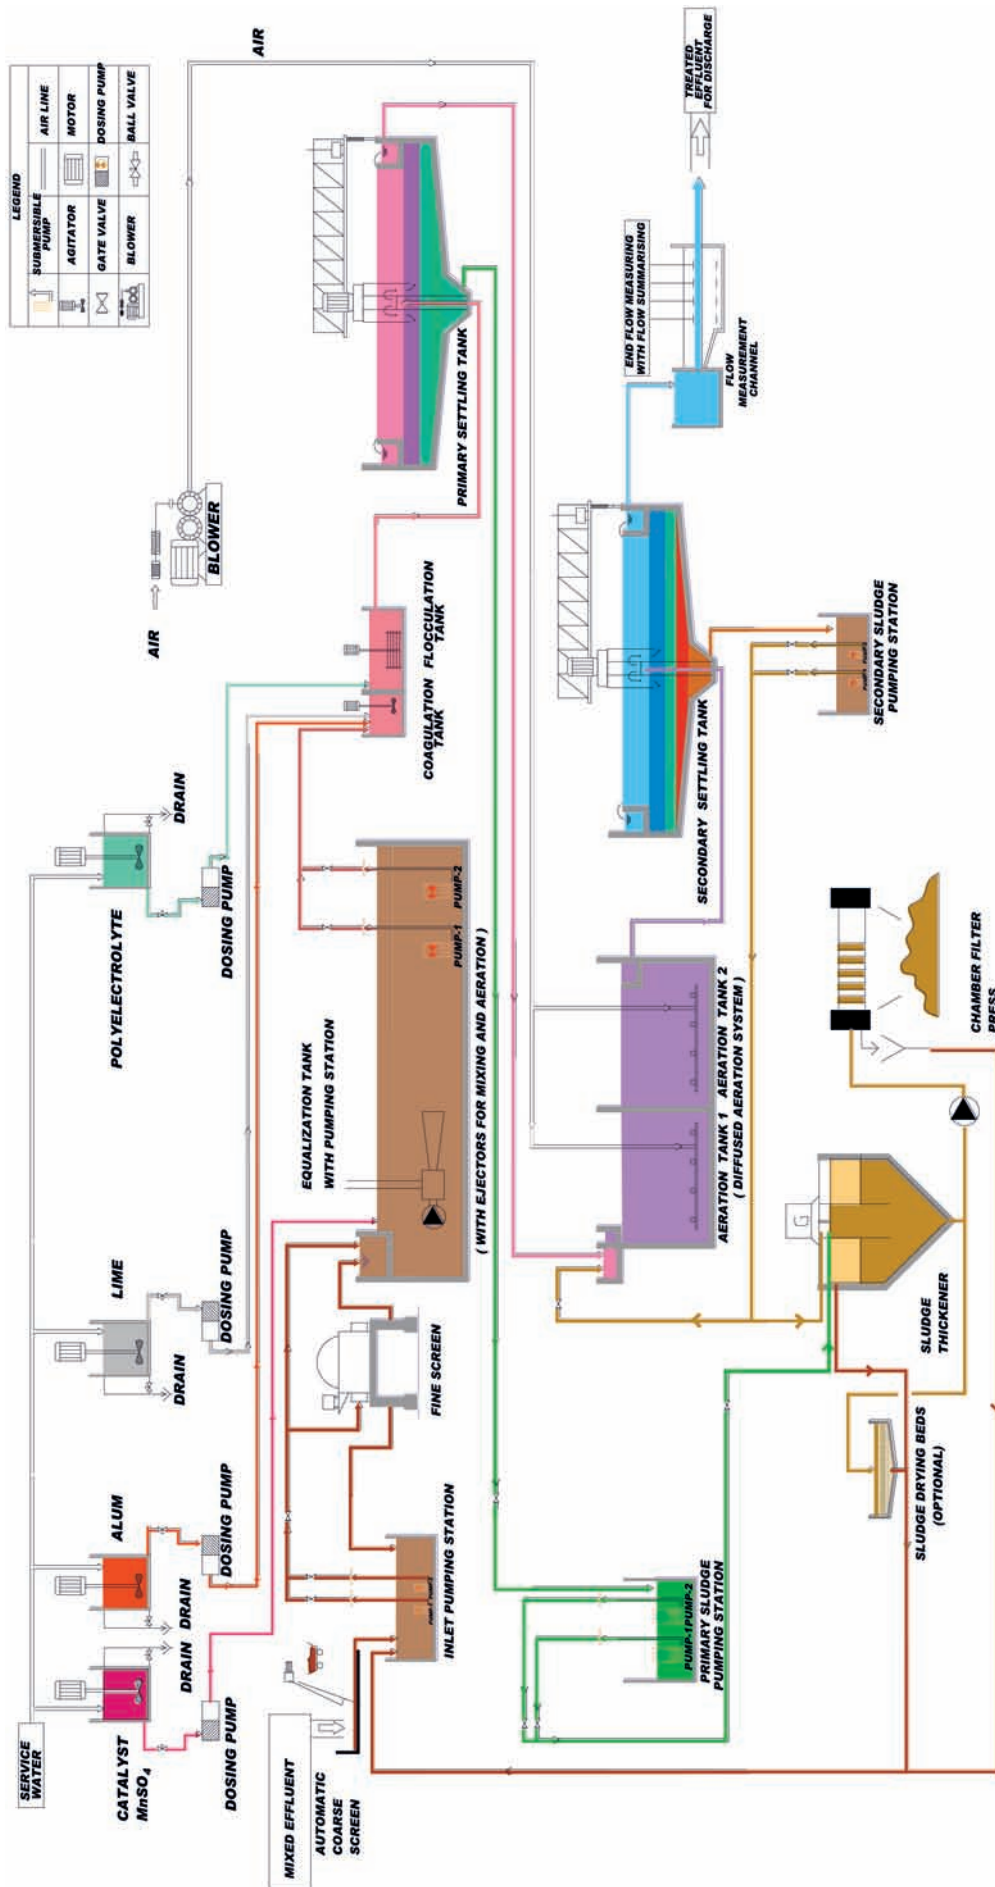 LEGEND
SUBMERSIBLE
PUMP
AIR LINE
AGITATOR
MOTOR
GATE VALVE
DOSING PUMP
BLOWER
BALL VALVE
SERVICE
WATER
CATALYST
MnSO4
DRAIN
DOSING PUMP
ALUM
DRAIN
DOSING PUMP
LIME
DRAIN
DOSING PUMP
POLYELECTROLYTE
DRAIN
DOSING PUMP
AIR
BLOWER
AIR
MIXED EFFLUENT
AUTOMATIC
COARSE
SCREEN
INLET PUMPING STATION
FINE SCREEN
EQUALIZATION TANK
WITH PUMPING STATION
PUMP-1
PUMP-2
( WITH EJECTORS FOR MIXING AND AERATION)
COAGULATION
TANK
FLOCCULATION
TANK
PRIMARY SETTLING TANK
PUMP-1
PUMP-2
PRIMARY SLUDGE
PUMPING STATION
AERATION TANK 1
AERATION TANK 2
( DIFFUSED AERATION SYSTEM )
SECONDARY SETTLING TANK
END FLOW MEASURING
WITH FLOW SUMMARISING
FLOW
MEASUREMENT
CHANNEL
TREATED
EFFLUENT
FOR DISCHARGE
SECONDARY SLUDGE
PUMPING STATION
SLUDGE DRYING BEDS
(OPTIONAL)
G
SLUDGE
THICKENER
CHAMBER FILTER
PRESS